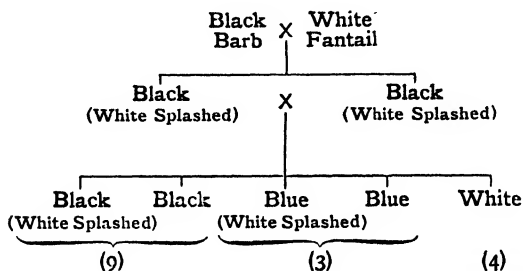 Black X White
Barb Fantail
Black X Black
(White Splashed) (White Splashed)
Black Black Blue Blue White
(White Splashed) (White Splashed)
(9) (3) (4)